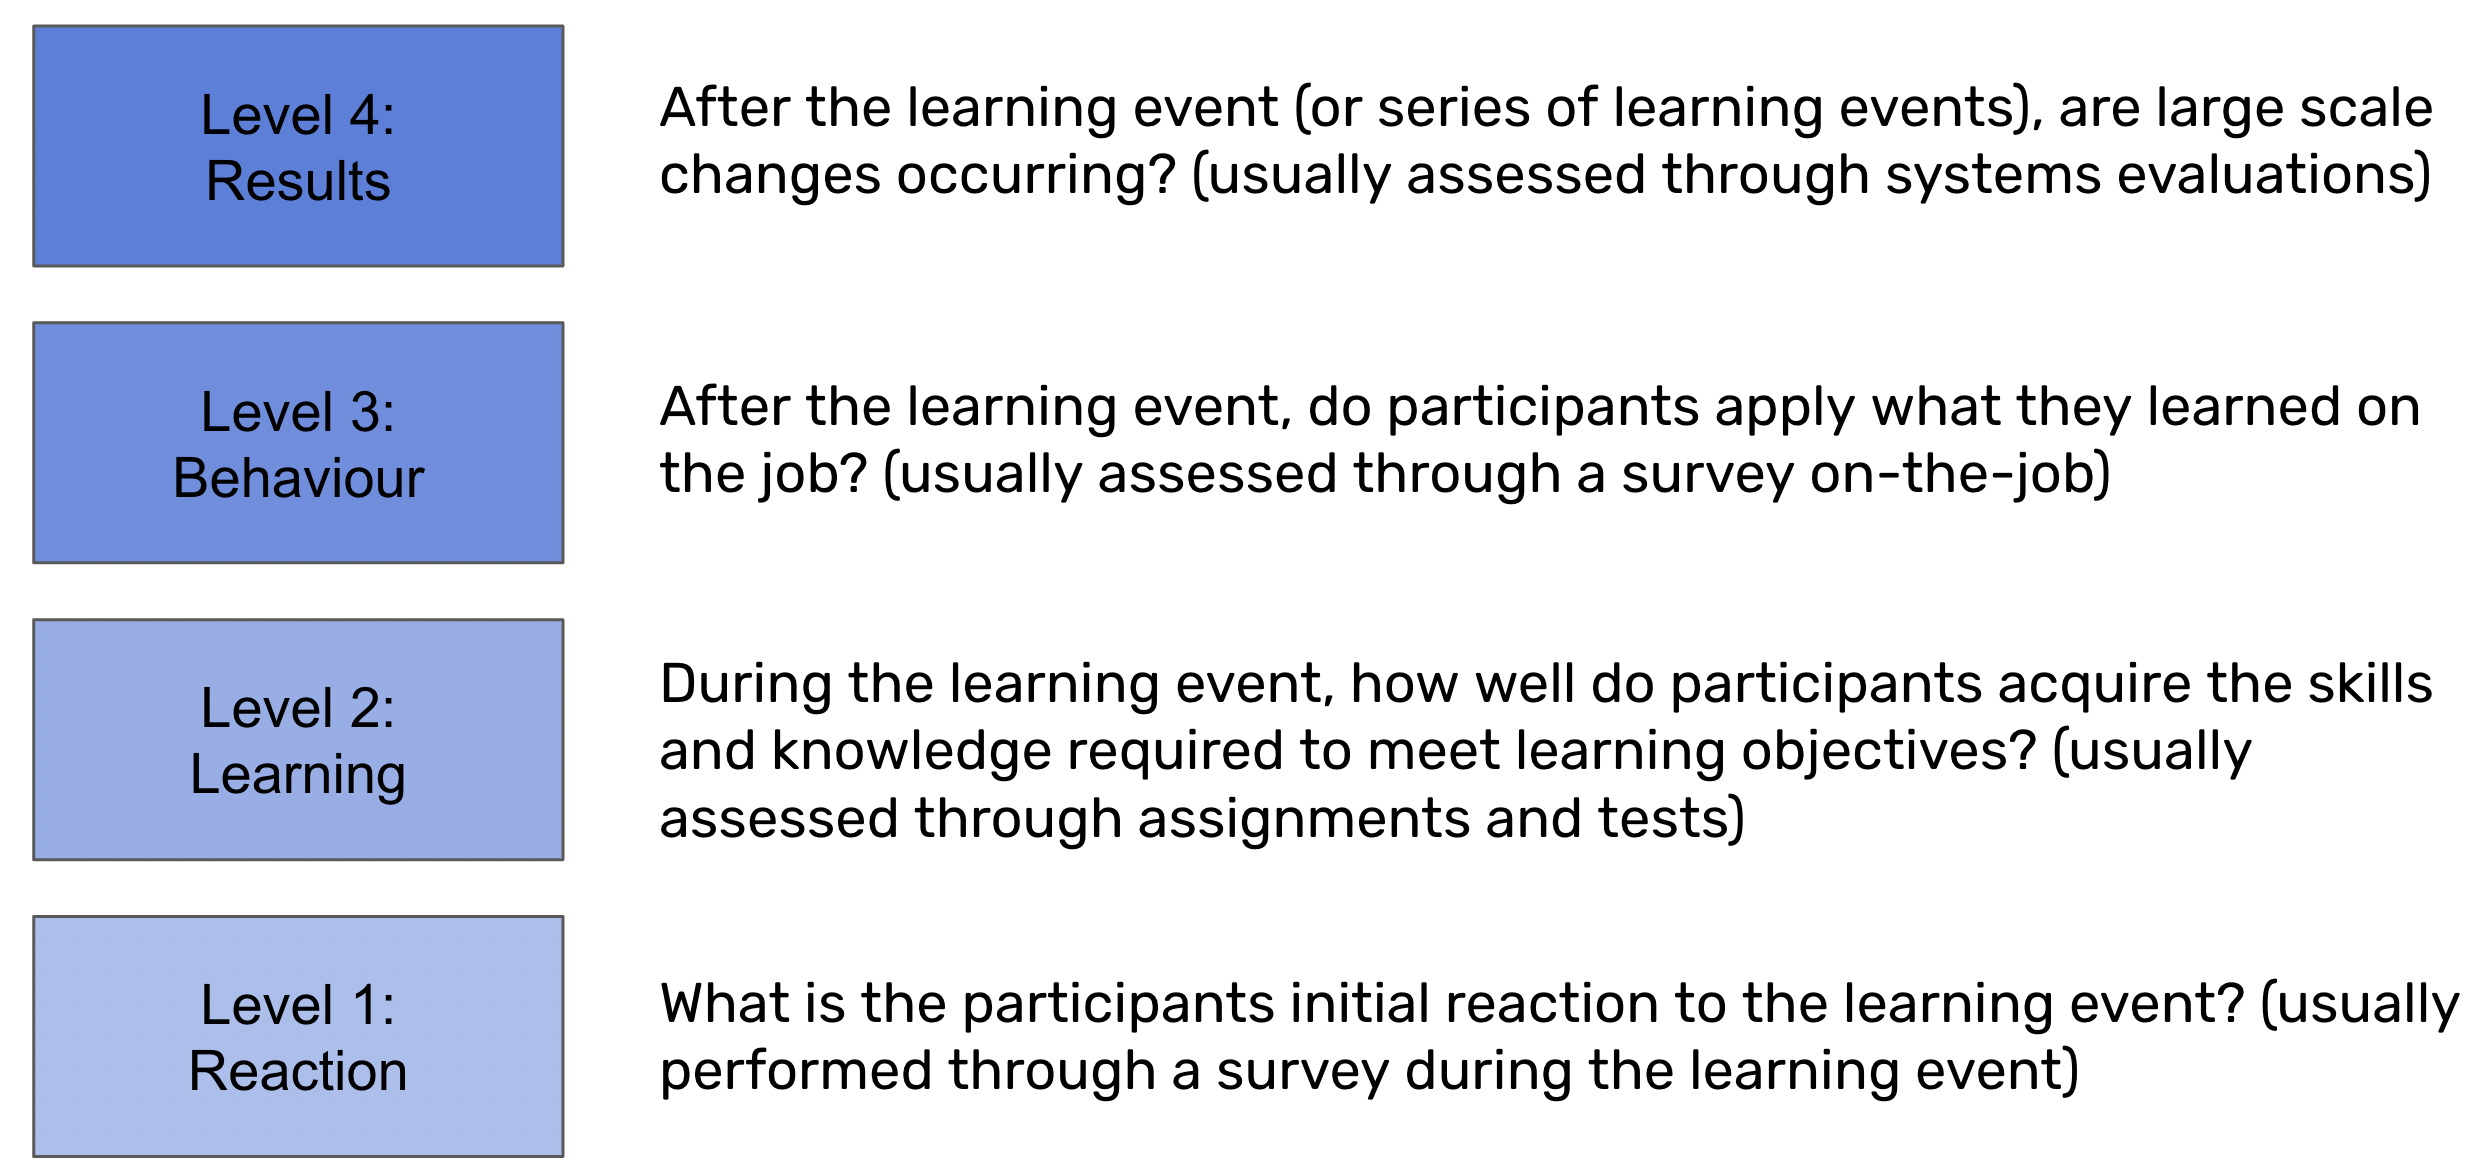 Level 4:
Results
After the learning event (or series of learning events), are large scale
changes occurring? (usually assessed through systems evaluations)
Level 3:
Behaviour
After the learning event, do participants apply what they learned on
the job? (usually assessed through a survey on-the-job)
Level 2:
Learning
During the learning event, how well do participants acquire the skills
and knowledge required to meet learning objectives? (usually
assessed through assignments and tests)
Level 1:
Reaction
What is the participants initial reaction to the learning event? (usually
performed through a survey during the learning event)